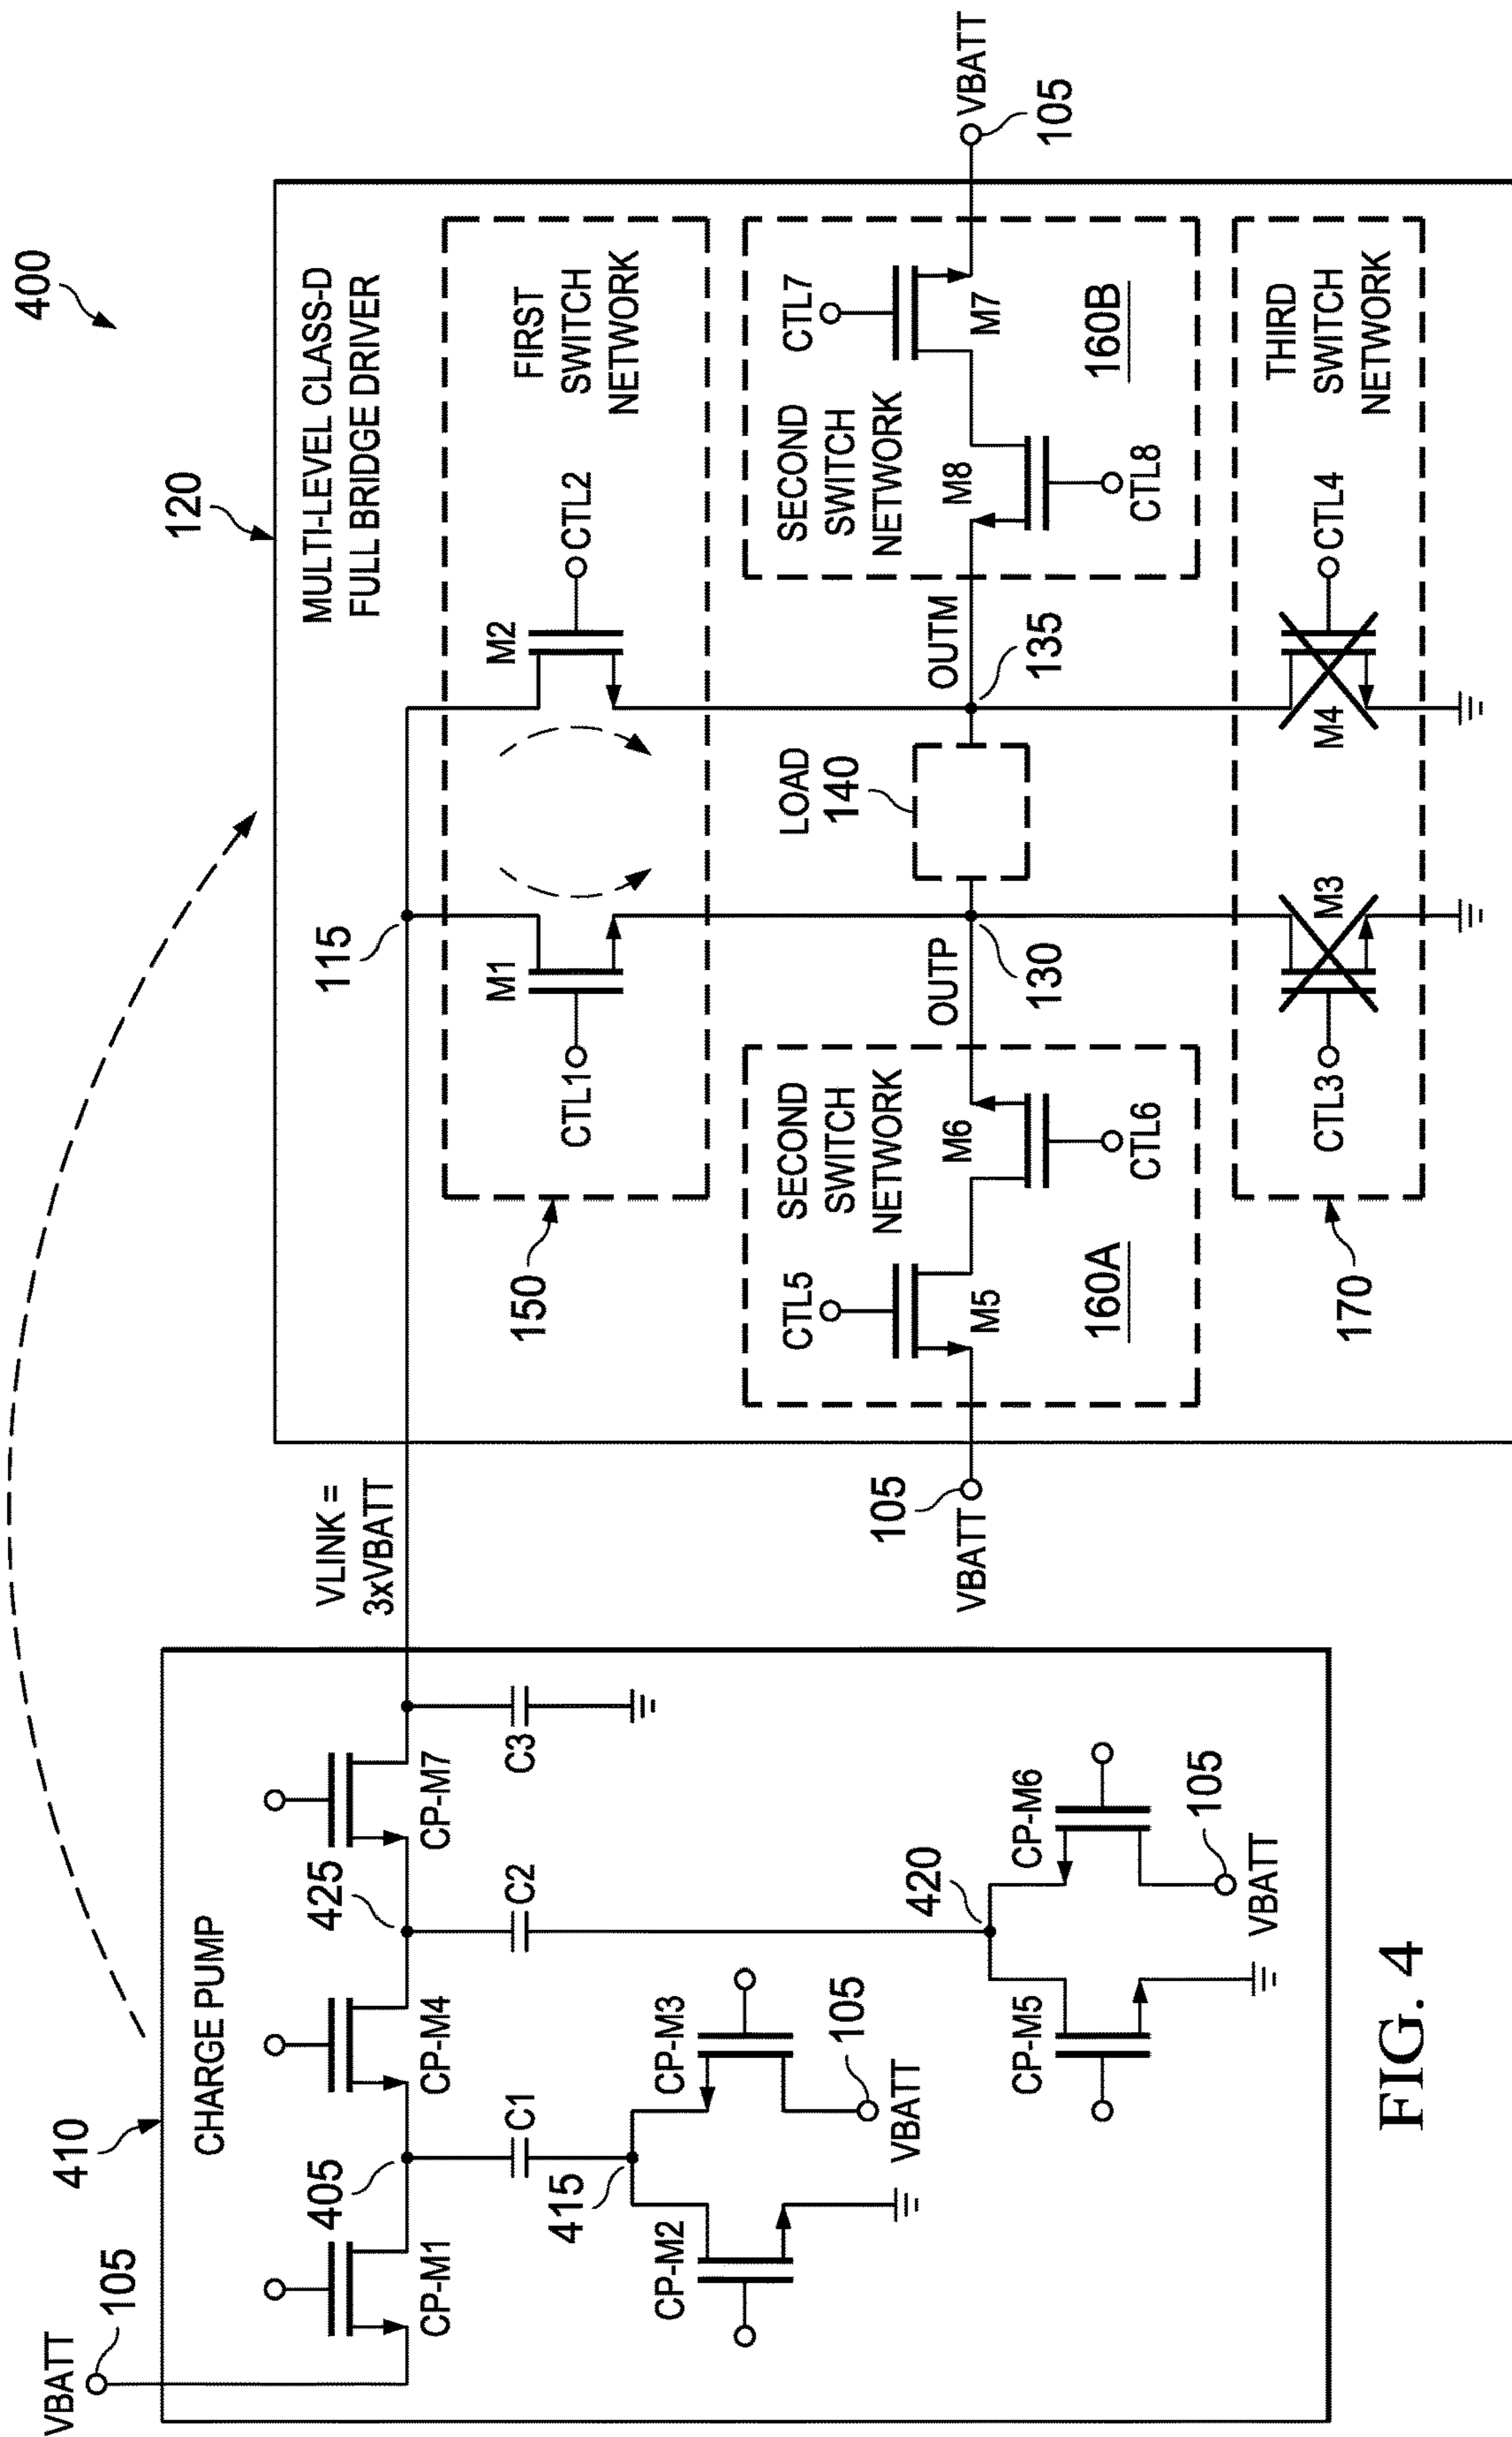 400
120
MULTI-LEVEL CLASS-D
FULL BRIDGE DRIVER
410
CHARGE PUMP
VBATT
105
CP-M1
405
CP-M4
425
CP-M7
C1
C2
C3
415
CP-M2
CP-M3
105
VBATT
420
CP-M5
CP-M6
105
VBATT
VLINK =
3xVBATT
115
150
FIRST
SWITCH
NETWORK
M1
CTL1
M2
CTL2
105
VBATT
SECOND
SWITCH
NETWORK
CTL5
M5
M6
CTL6
160A
OUTP
130
LOAD
140
OUTM
135
SECOND
SWITCH
NETWORK
CTL7
M7
M8
CTL8
160B
VBATT
105
170
THIRD
SWITCH
NETWORK
CTL3
M3
M4
CTL4
FIG. 4